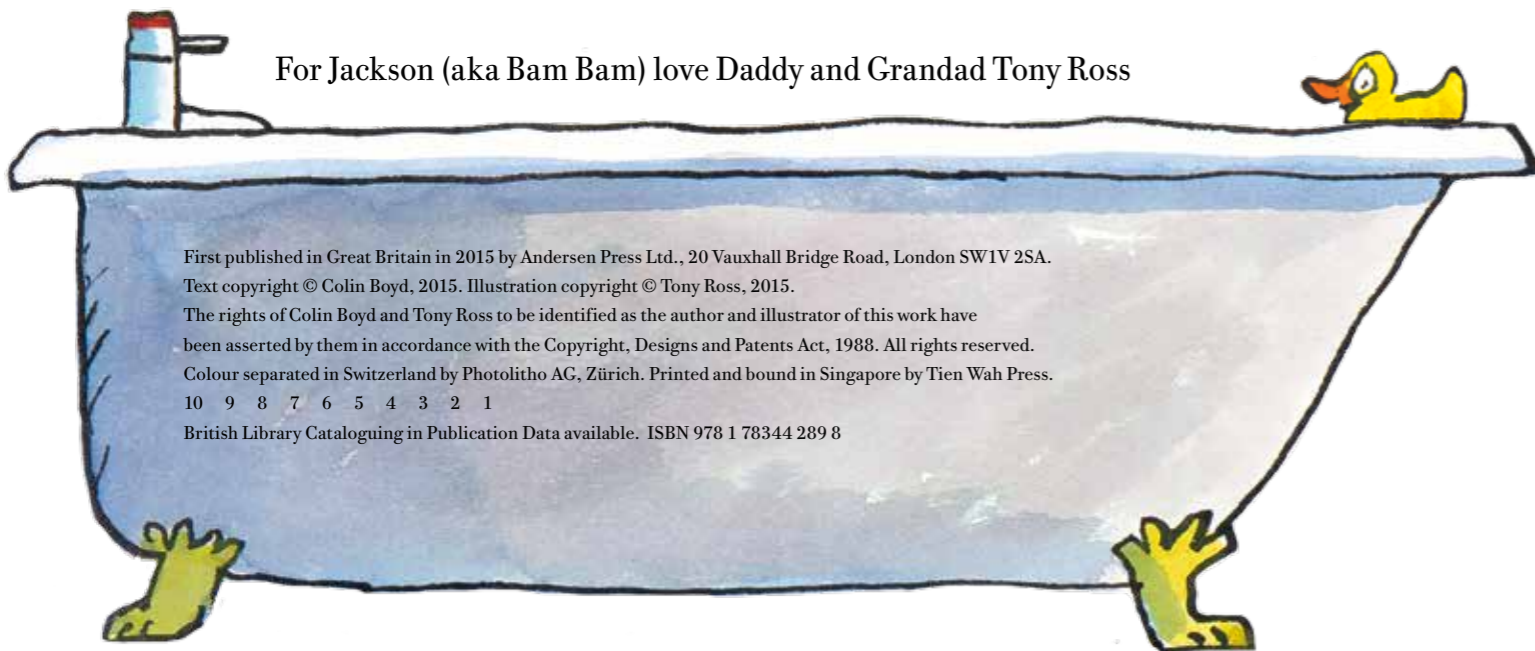 For Jackson (aka Bam Bam) love Daddy and Grandad Tony Ross
First published in Great Britain in 2015 by Andersen Press Ltd., 20 Vauxhall Bridge Road, London SW1V 2SA.
Text copyright © Colin Boyd, 2015. Illustration copyright © Tony Ross, 2015.
The rights of Colin Boyd and Tony Ross to be identified as the author and illustrator of this work have
been asserted by them in accordance with the Copyright, Designs and Patents Act, 1988. All rights reserved.
Colour separated in Switzerland by Photolitho AG, Zürich. Printed and bound in Singapore by Tien Wah Press.
10 9 8 7 6 5 4 3 2 1
British Library Cataloguing in Publication Data available. ISBN 978 1 78344 289 8